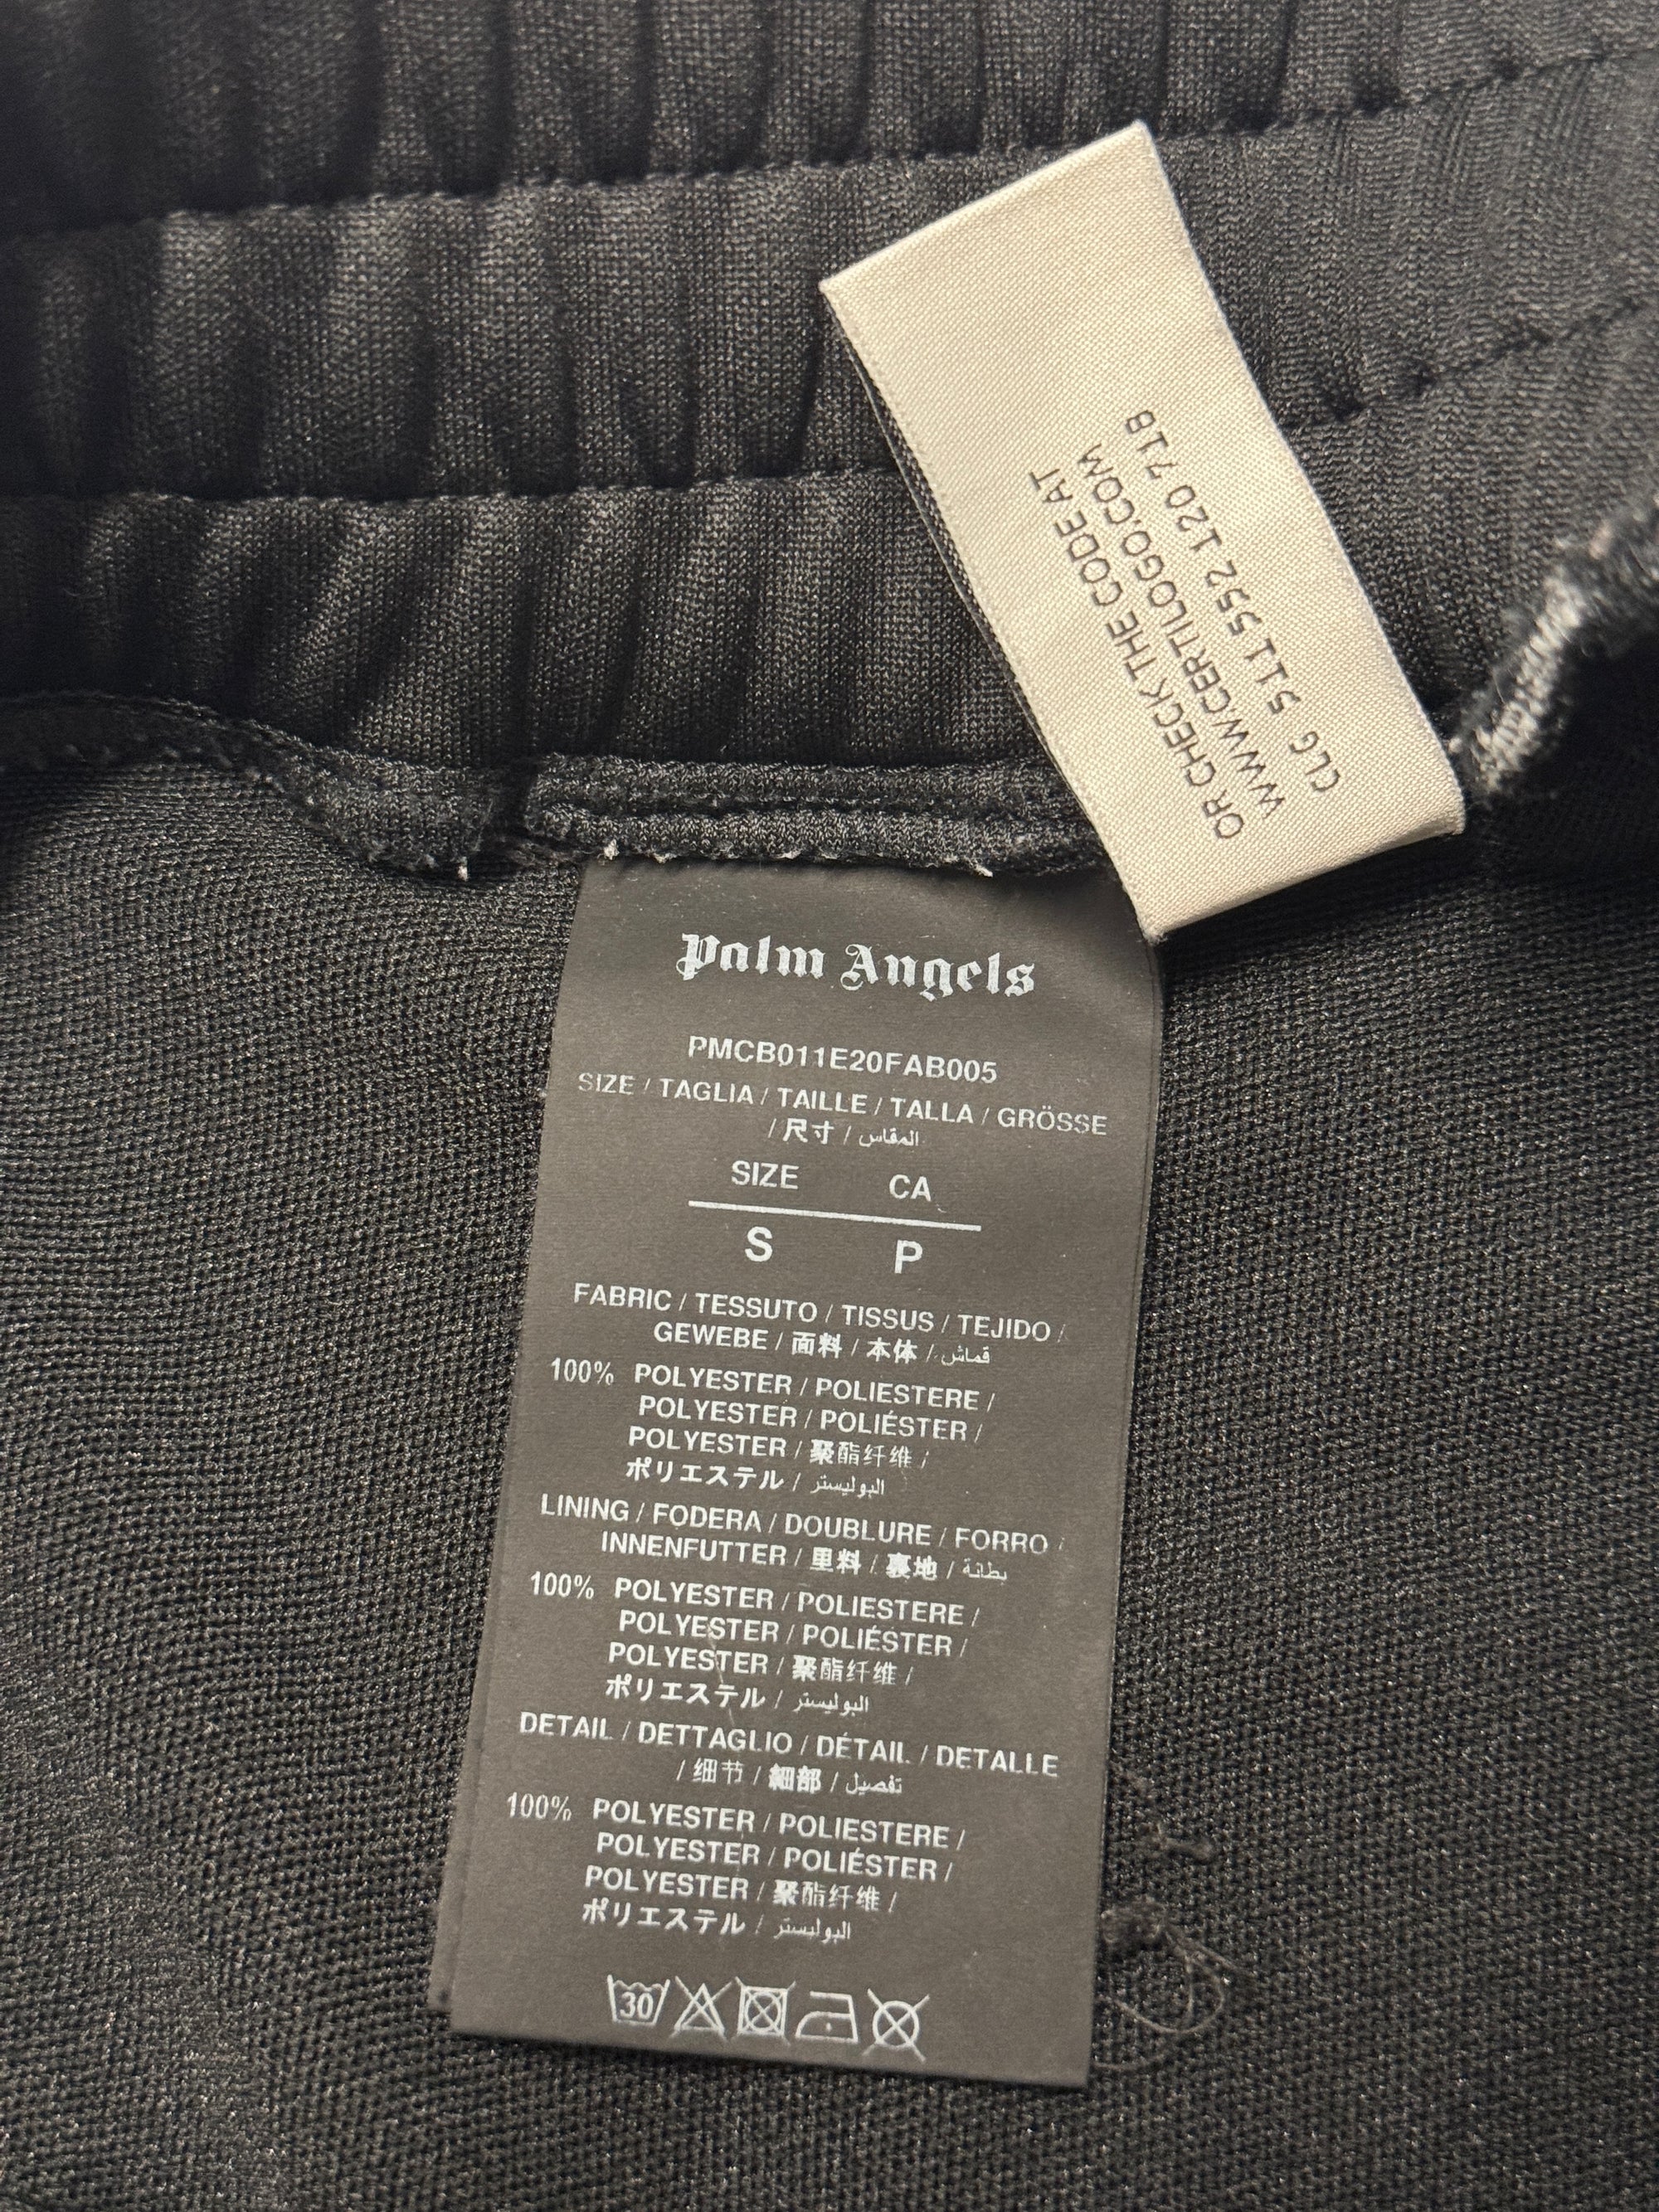 OR CHECK THE CODE AT
WWW.CERTILOGO.COM
CLG 511 552 120 718
Palm Angels
PMCB011E20FAB005
SIZE / TAGLIA / TAILLE / TALLA / GRÖSSE
/ 尺寸 / المقاس
SIZE CA
S P
FABRIC / TESSUTO / TISSUS / TEJIDO /
GEWEBE / 面料 / 本体 / قماش
100% POLYESTER / POLIESTERE /
POLYESTER / POLIÉSTER /
POLYESTER / 聚酯纤维 /
ポリエステル / البوليستر
LINING / FODERA / DOUBLURE / FORRO /
INNENFUTTER / 里料 / 裏地 / بطانة
100% POLYESTER / POLIESTERE /
POLYESTER / POLIÉSTER /
POLYESTER / 聚酯纤维 /
ポリエステル / البوليستر
DETAIL / DETTAGLIO / DÉTAIL / DETALLE
/ 细节 / 細部 / تفصيل
100% POLYESTER / POLIESTERE /
POLYESTER / POLIÉSTER /
POLYESTER / 聚酯纤维 /
ポリエステル / البوليستر
30